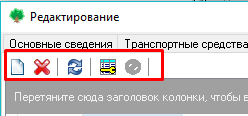 Редактирование
Основные сведения Транспортные средства
Перетяните сюда заголовок колонки, чтобы